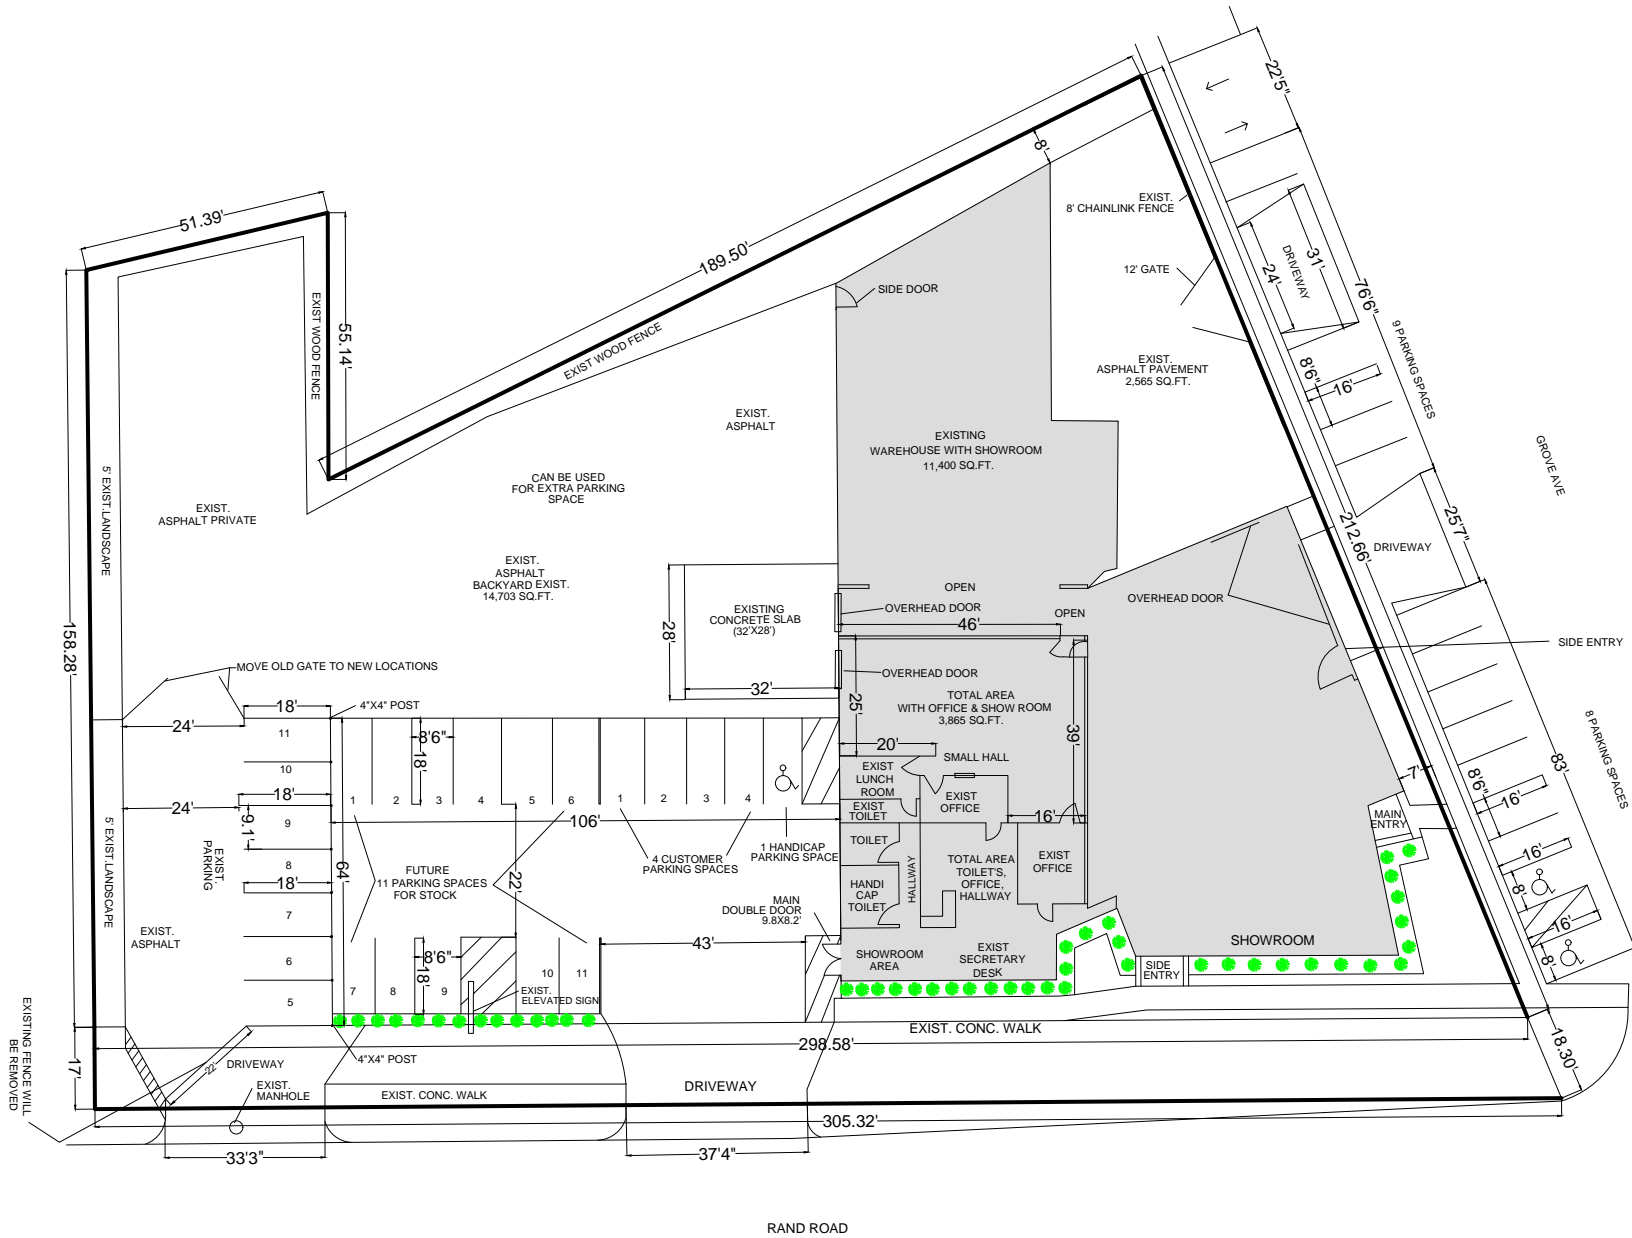 22'5"
51.39'
8'
EXIST.
8' CHAINLINK FENCE
189.50'
31'
DRIVEWAY
24'
12' GATE
SIDE DOOR
76'6"
55.14'
EXIST WOOD FENCE
EXIST WOOD FENCE
EXIST.
ASPHALT PAVEMENT
2,565 SQ.FT.
9 PARKING SPACES
8'6"
16'
EXIST.
ASPHALT
EXISTING
WAREHOUSE WITH SHOWROOM
11,400 SQ.FT.
GROVE AVE
CAN BE USED
FOR EXTRA PARKING
SPACE
5' EXIST.LANDSCAPE
EXIST.
ASPHALT PRIVATE
212.66'
25'7"
DRIVEWAY
EXIST.
ASPHALT
BACKYARD EXIST.
14,703 SQ.FT.
OPEN
OVERHEAD DOOR
OVERHEAD DOOR
OPEN
EXISTING
CONCRETE SLAB
(32'X28')
28'
46'
158.28'
SIDE ENTRY
MOVE OLD GATE TO NEW LOCATIONS
OVERHEAD DOOR
32'
25'
TOTAL AREA
WITH OFFICE & SHOW ROOM
3,865 SQ.FT.
39'
18'
4"X4" POST
24'
8 PARKING SPACES
83'
11
8'6"
18'
20'
SMALL HALL
EXIST
LUNCH
ROOM
7'
8'6"
16'
10
18'
24'
1
2
3
4
5
6
1
2
3
4
EXIST
TOILET
EXIST
OFFICE
16'
MAIN
ENTRY
9.1'
9
106'
TOILET
1 HANDICAP
PARKING SPACE
4 CUSTOMER
PARKING SPACES
5' EXIST.LANDSCAPE
EXIST.
PARKING
8
18'
64'
FUTURE
11 PARKING SPACES
FOR STOCK
22'
HANDI
CAP
TOILET
HALLWAY
TOTAL AREA
TOILET'S,
OFFICE,
HALLWAY
EXIST
OFFICE
16'
8'
16'
8'
7
MAIN
DOUBLE DOOR
9.8X8.2'
EXIST.
ASPHALT
43'
SHOWROOM
6
8'6"
18'
10
11
SHOWROOM
AREA
EXIST
SECRETARY
DESK
SIDE
ENTRY
5
7
8
9
EXIST.
ELEVATED SIGN
EXISTING FENCE WILL
BE REMOVED
17'
EXIST. CONC. WALK
298.58'
18.30'
4"X4" POST
DRIVEWAY
22'
EXIST.
MANHOLE
EXIST. CONC. WALK
DRIVEWAY
305.32'
33'3"
37'4"
RAND ROAD